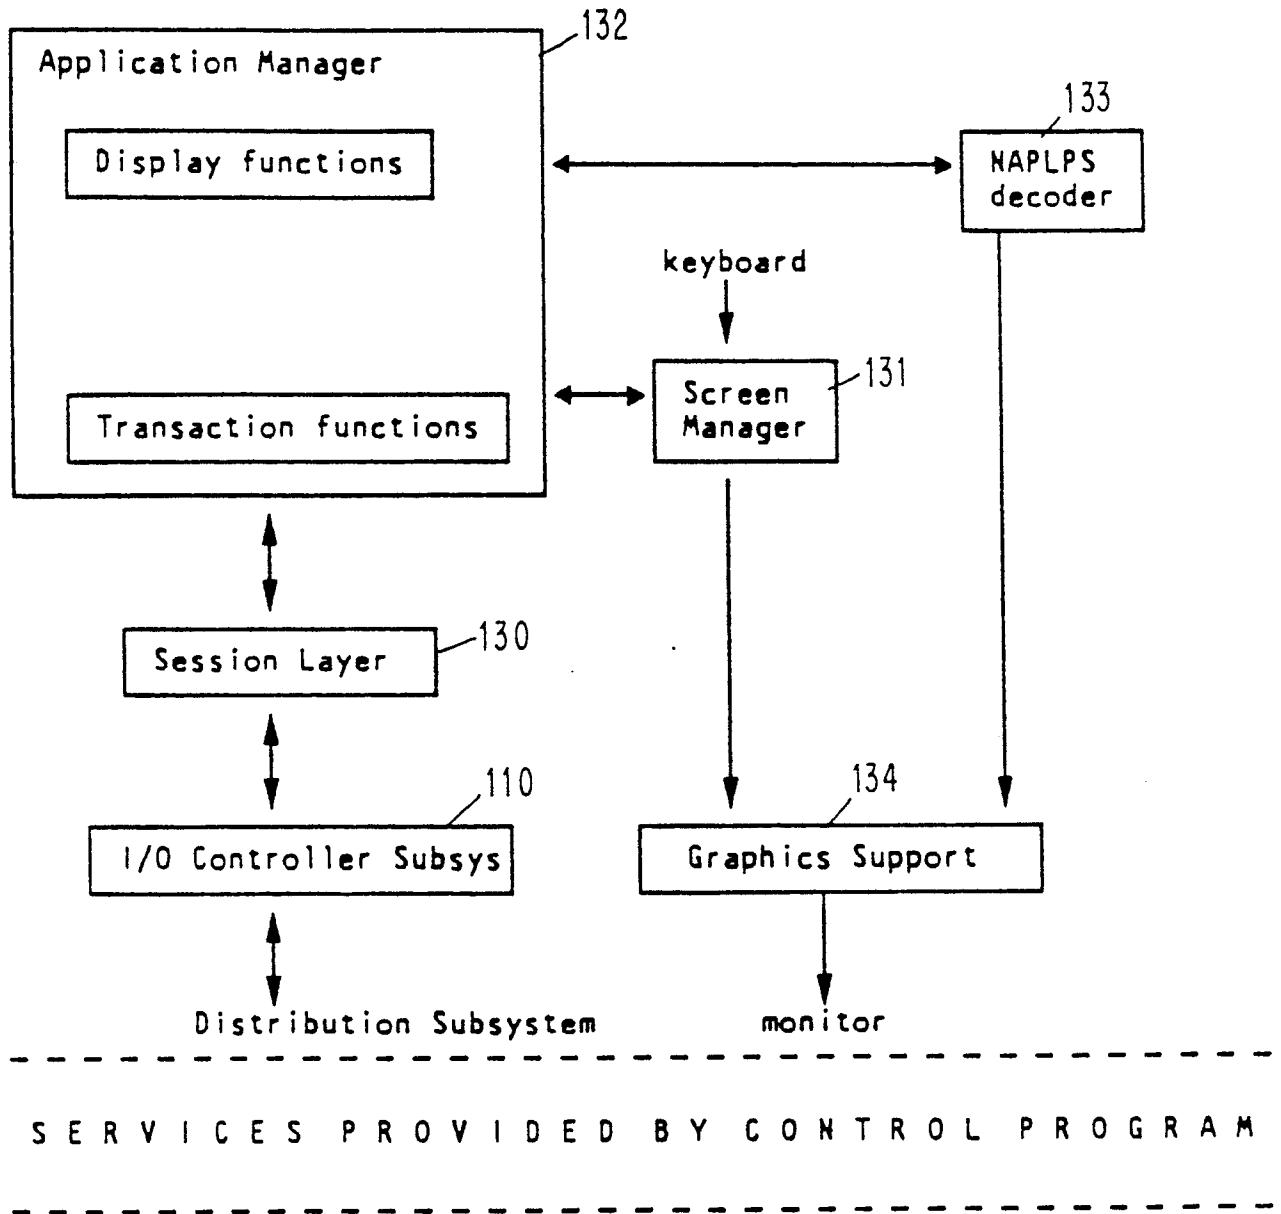 132
Application Manager
133
Display functions
NAPLPS
decoder
keyboard
131
Screen
Manager
Transaction functions
130
Session Layer
110
134
I/O Controller Subsys
Graphics Support
Distribution Subsystem
monitor
SERVICES PROVIDED BY CONTROL PROGRAM